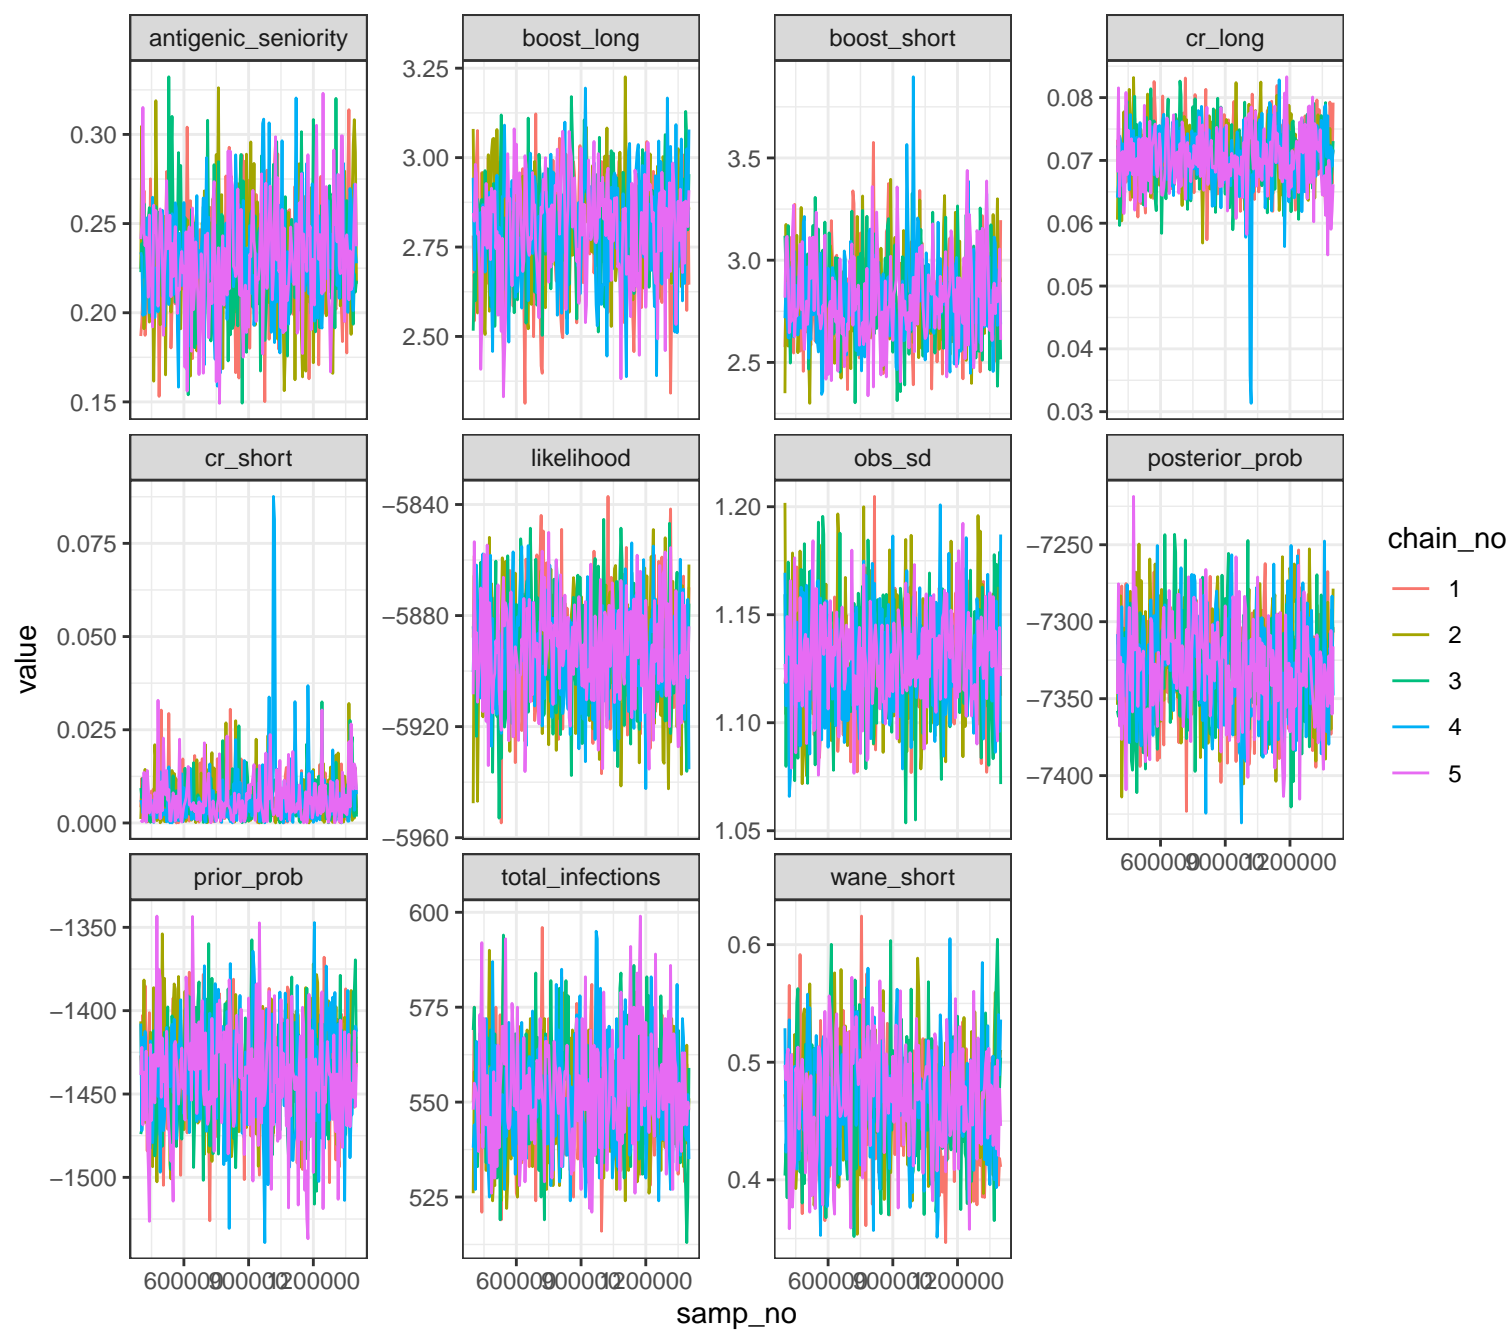 antigenic_seniority
boost_long
boost_short
cr_long
0.30
0.25
0.20
0.15
3.25
3.00
2.75
2.50
3.5
3.0
2.5
0.08
0.07
0.06
0.05
0.04
0.03
cr_short
likelihood
obs_sd
posterior_prob
0.075
0.050
0.025
0.000
−5840
−5880
−5920
−5960
1.20
1.15
1.10
1.05
−7250
−7300
−7350
−7400
600000 900000 1200000
prior_prob
total_infections
wane_short
−1350
−1400
−1450
−1500
600
575
550
525
0.6
0.5
0.4
600000 900000 1200000
600000 900000 1200000
600000 900000 1200000
value
samp_no
chain_no
1
2
3
4
5